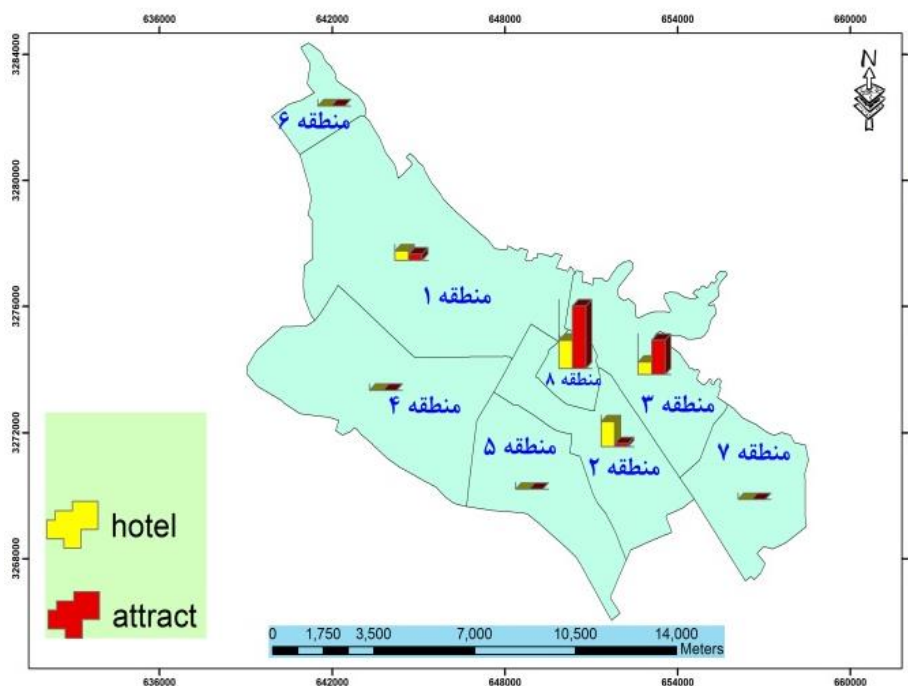 636000 642000 648000 654000 660000
3284000
N
منطقه ۶
3280000
منطقه ۱
3276000
منطقه ۸
منطقه ۳
منطقه ۴
3272000
منطقه ۵
منطقه ۷
منطقه ۲
hotel
3268000
attract
0 1,750 3,500 7,000 10,500 14,000
Meters
636000 642000 648000 654000 660000